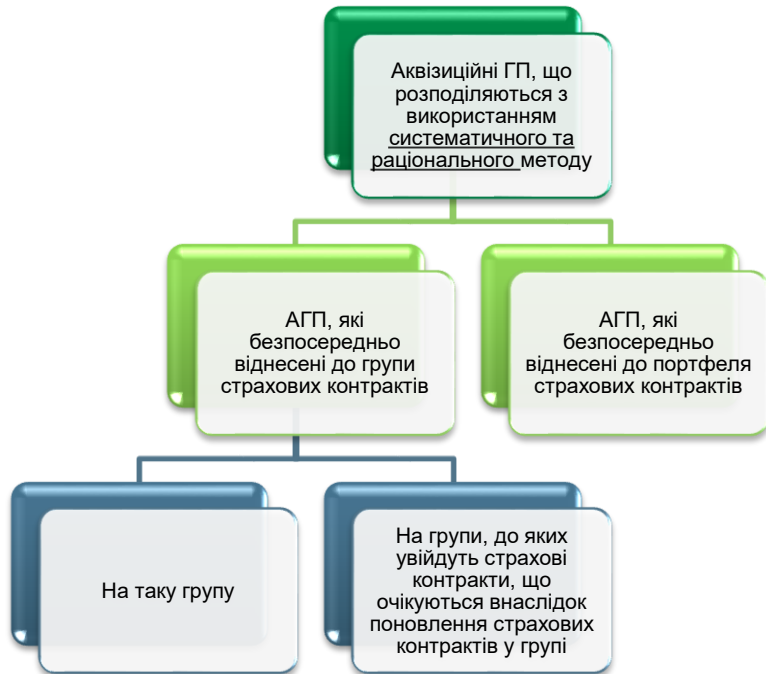 Аквізиційні ГП, що
розподіляються з
використанням
систематичного та
раціонального методу
АГП, які
безпосередньо
віднесені до групи
страхових контрактів
АГП, які
безпосередньо
віднесені до портфеля
страхових контрактів
На таку групу
На групи, до яких
увійдуть страхові
контракти, що
очікуються внаслідок
поновлення страхових
контрактів у групі